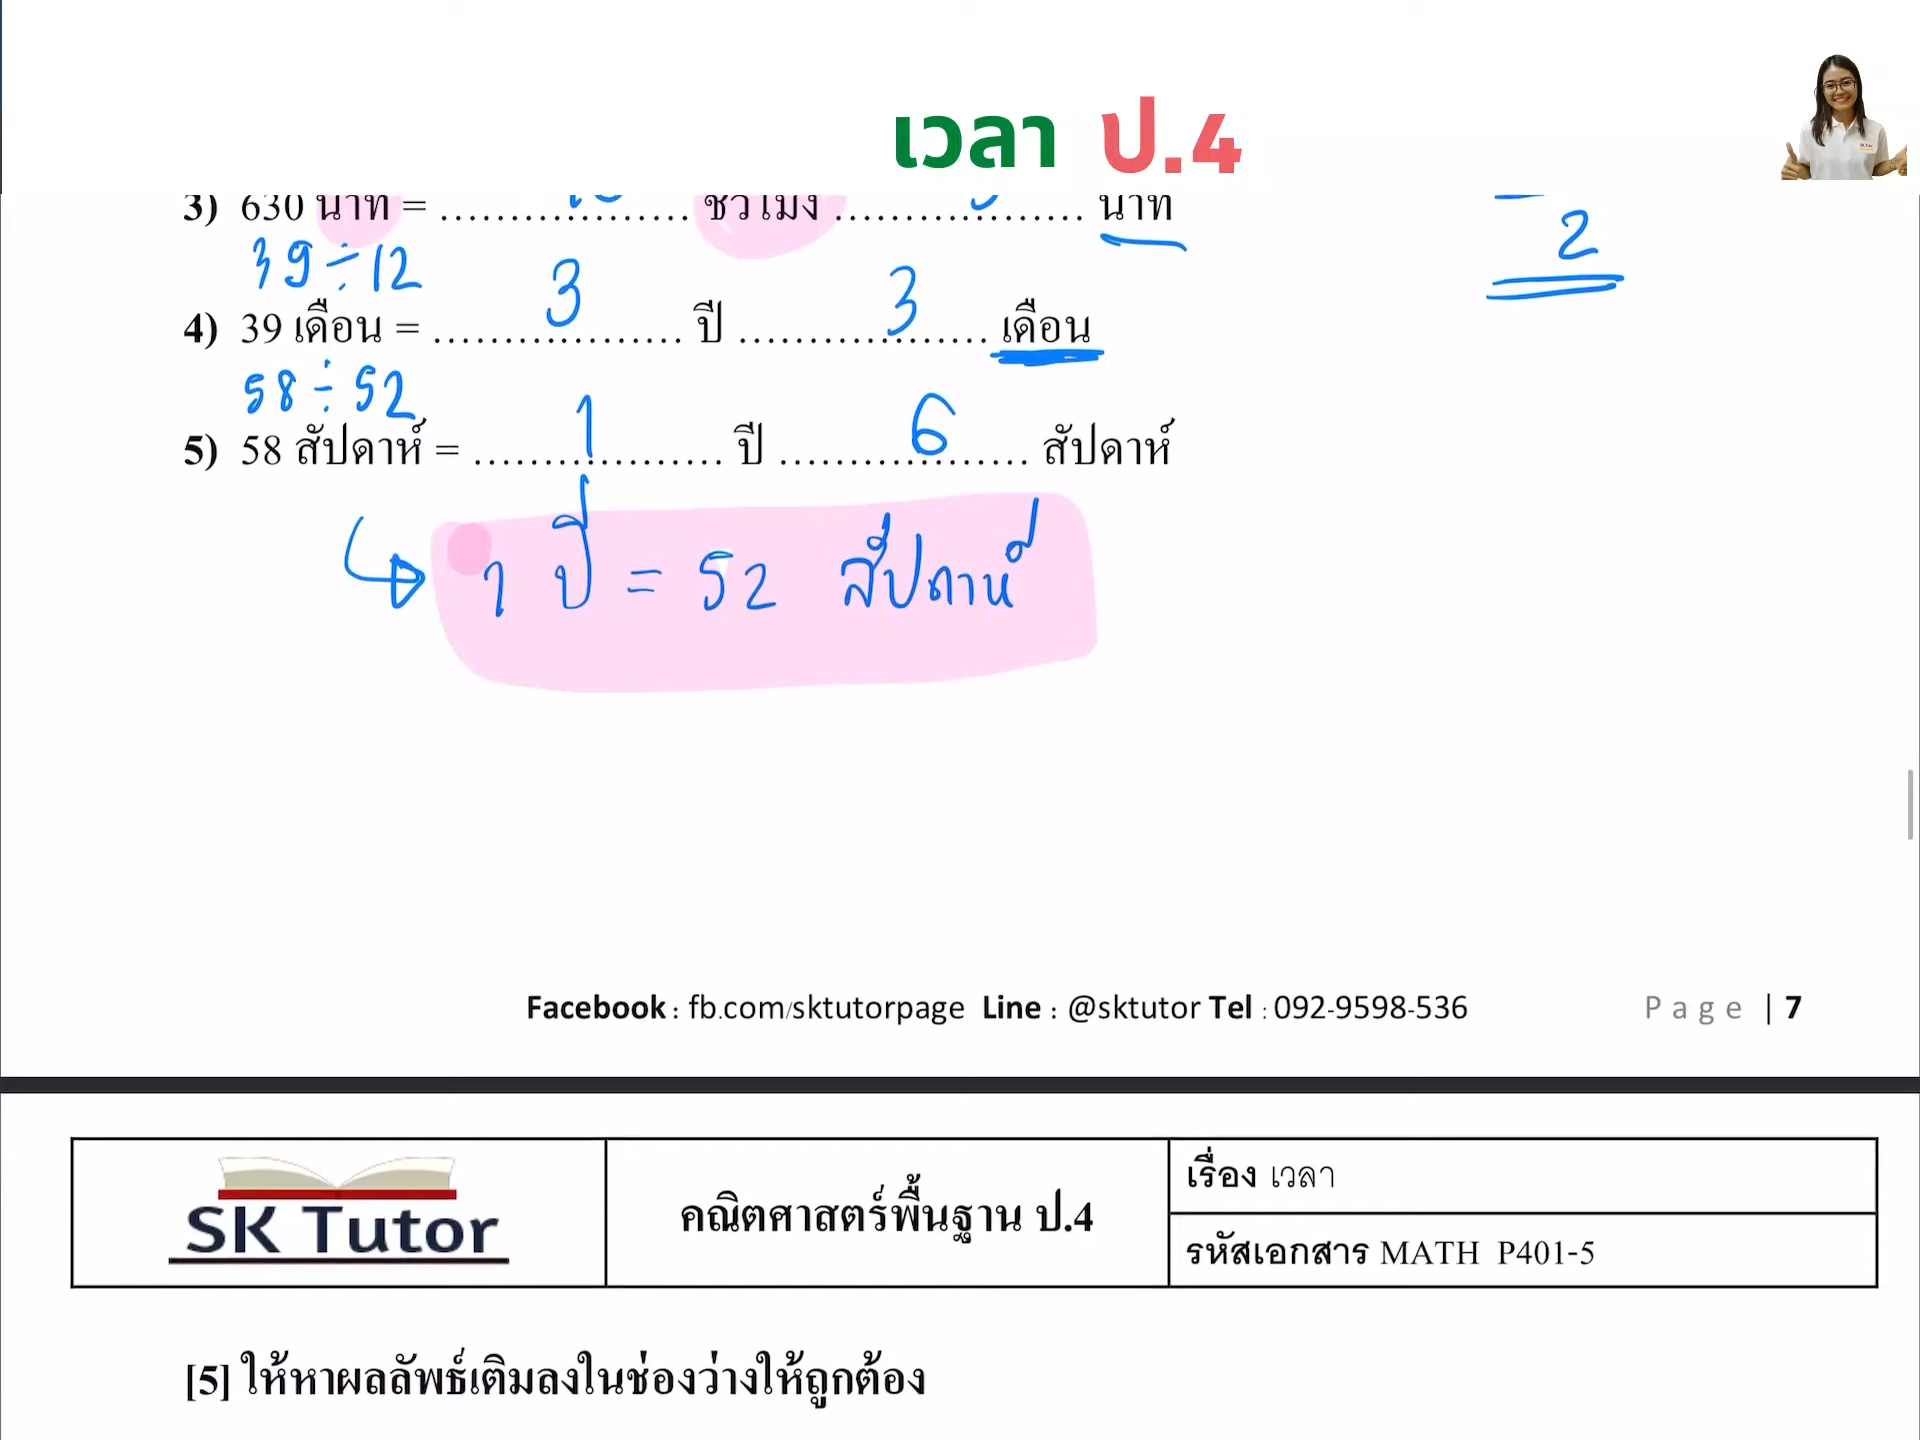 เวลา ป.4
3) 630 นาที = .................. ชั่วโมง .................. นาที
2
39 ÷ 12
4) 39 เดือน = ........3......... ปี ........3......... เดือน
58 ÷ 52
5) 58 สัปดาห์ = ........1......... ปี ........6......... สัปดาห์
1 ปี = 52 สัปดาห์
Facebook : fb.com/sktutorpage Line : @sktutor Tel : 092-9598-536
Page | 7
SK Tutor
คณิตศาสตร์พื้นฐาน ป.4
เรื่อง เวลา
รหัสเอกสาร MATH P401-5
[5] ให้หาผลลัพธ์เติมลงในช่องว่างให้ถูกต้อง